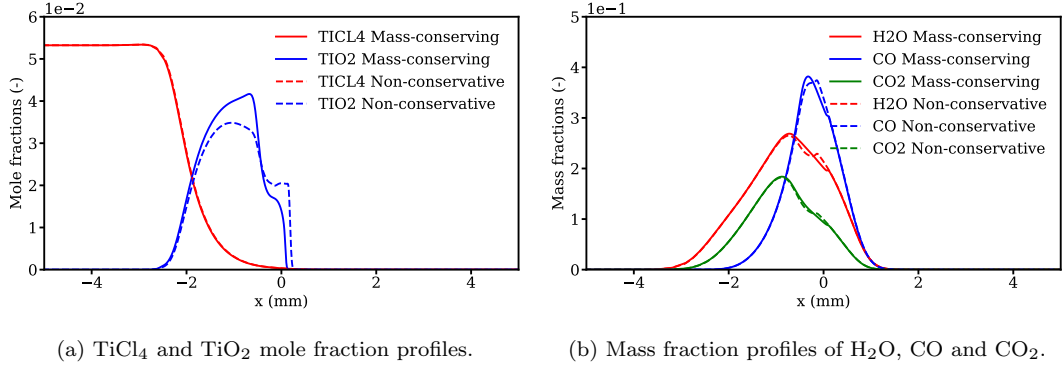 6 1e−2
5
4
3
2
1
0
Mole fractions (-)
TICL4 Mass-conserving
TIO2 Mass-conserving
TICL4 Non-conservative
TIO2 Non-conservative
−4 −2 0 2 4
x (mm)
(a) TiCl₄ and TiO₂ mole fraction profiles.
5 1e−1
4
3
2
1
0
Mass fractions (-)
H2O Mass-conserving
CO Mass-conserving
CO2 Mass-conserving
H2O Non-conservative
CO Non-conservative
CO2 Non-conservative
−4 −2 0 2 4
x (mm)
(b) Mass fraction profiles of H₂O, CO and CO₂.